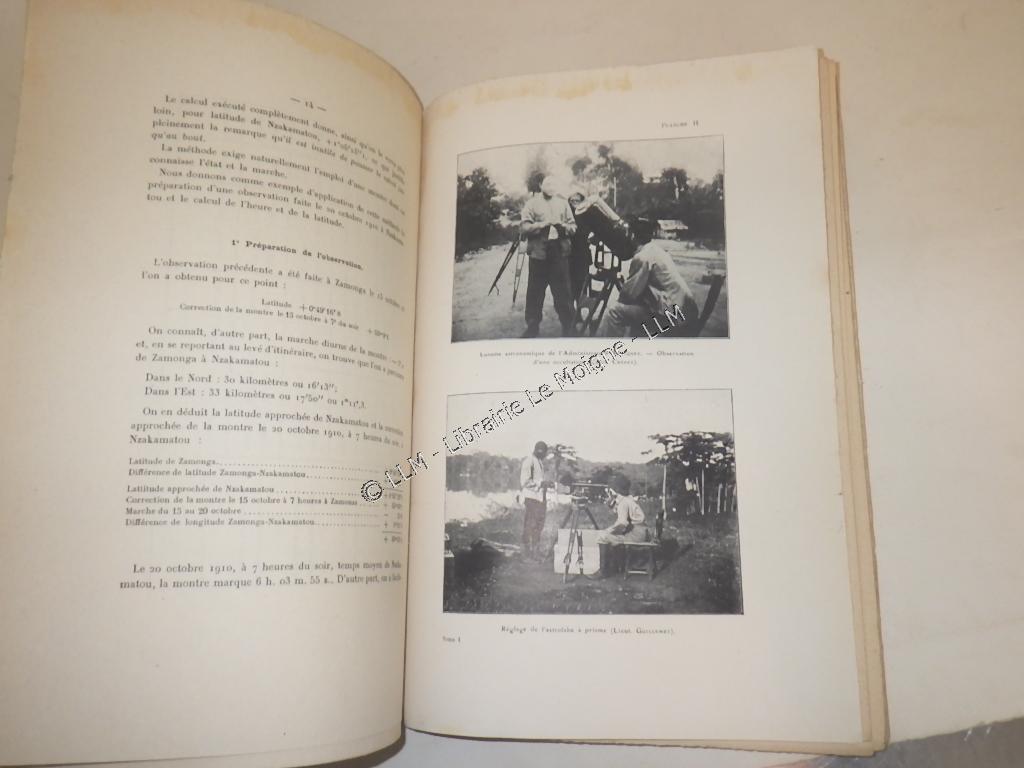 — 14 —
Le calcul exécuté complètement donne, ainsi qu'on le verra plus
loin, pour latitude de Nzakamatou, + 1°05'
pleinement la remarque qu'il est inutile de pousser le calcul
qu'au bout.
La méthode exige naturellement l'emploi d'une montre dont on
connaisse l'état et la marche.
Nous donnons comme exemple d'application de cette méthode la
préparation d'une observation faite le 20 octobre 1910 à Nzakama-
tou et le calcul de l'heure et de la latitude.
1° Préparation de l'observation.
L'observation précédente a été faite à Zamonga le 15 octobre et
l'on a obtenu pour ce point :
Latitude + 0°49'16"8
Correction de la montre le 15 octobre à 7h du soir
On connaît, d'autre part, la marche diurne de la montre
et, en se reportant au levé d'itinéraire, on trouve que l'on a parcouru
de Zamonga à Nzakamatou :
Dans le Nord : 30 kilomètres ou 16'13";
Dans l'Est : 33 kilomètres ou 17'50" ou 1m11s,3.
On en déduit la latitude approchée de Nzakamatou et la correction
approchée de la montre le 20 octobre 1910, à 7 heures du soir, à
Nzakamatou :
Latitude de Zamonga
Différence de latitude Zamonga-Nzakamatou
Lattitude approchée de Nzakamatou
Correction de la montre le 15 octobre à 7 heures à Zamonga
Marche du 15 au 20 octobre
Différence de longitude Zamonga-Nzakamatou
Le 20 octobre 1910, à 7 heures du soir, temps moyen de Nzaka-
matou, la montre marque 6 h. 03 m. 55 s.. D'autre part, on a
Planche II
Lunette astronomique de l'Administrateur — Observation
d'une occultation
Réglage de l'astrolabe à prisme (Lieut. Guillemet).
Tome I
© LLM - Librairie Le Moigne - LLM